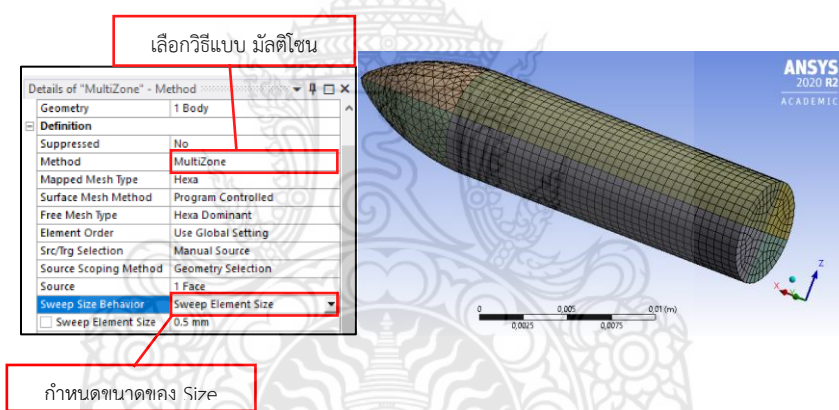 เลือกวิธีแบบ มัลติโซน
Details of "MultiZone" - Method
Geometry 1 Body
Definition
Suppressed No
Method MultiZone
Mapped Mesh Type Hexa
Surface Mesh Method Program Controlled
Free Mesh Type Hexa Dominant
Element Order Use Global Setting
Src/Trg Selection Manual Source
Source Scoping Method Geometry Selection
Source 1 Face
Sweep Size Behavior Sweep Element Size
Sweep Element Size 0.5 mm
กำหนดขนาดของ Size
ANSYS
2020 R2
ACADEMIC
Z
X
Y
0 0,005 0,01 (m)
0,0025 0,0075